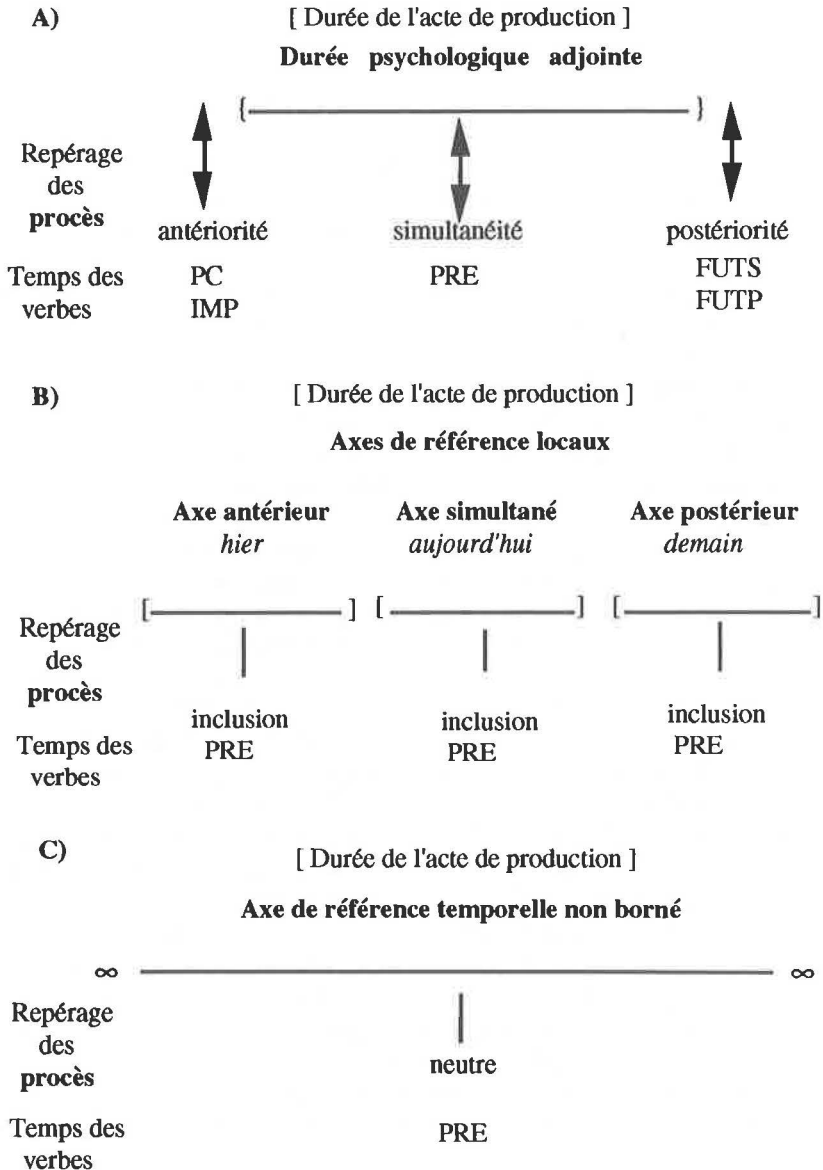 A) [ Durée de l'acte de production ]
Durée psychologique adjointe
{ }
Repérage
des
procès
antériorité simultanéité postériorité
Temps des PC PRE FUTS
verbes IMP FUTP
B) [ Durée de l'acte de production ]
Axes de référence locaux
Axe antérieur Axe simultané Axe postérieur
hier aujourd'hui demain
[ ] [ ] [ ]
Repérage
des
procès
inclusion inclusion inclusion
Temps des PRE PRE PRE
verbes
C) [ Durée de l'acte de production ]
Axe de référence temporelle non borné
∞ ∞
Repérage
des
procès neutre
Temps des PRE
verbes